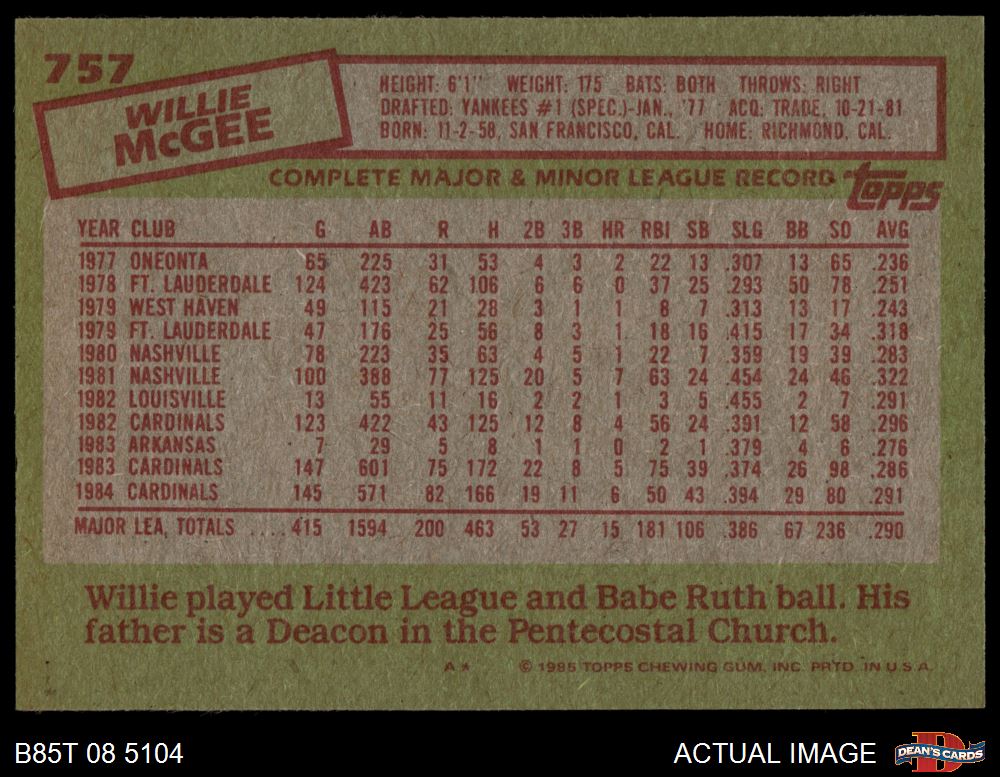 757
WILLIE
McGEE
HEIGHT: 6'1" WEIGHT: 175 BATS: BOTH THROWS: RIGHT
DRAFTED: YANKEES #1 (SPEC.)-JAN., '77 ACQ: TRADE, 10-21-81
BORN: 11-2-58, SAN FRANCISCO, CAL. HOME: RICHMOND, CAL.
COMPLETE MAJOR & MINOR LEAGUE RECORD topps
YEAR CLUB G AB R H 2B 3B HR RBI SB SLG BB SO AVG
1977 ONEONTA 65 225 31 53 4 3 2 22 13 .307 13 65 .236
1978 FT. LAUDERDALE 124 423 62 106 6 6 0 37 25 .293 50 78 .251
1979 WEST HAVEN 49 115 21 28 3 1 1 8 7 .313 13 17 .243
1979 FT. LAUDERDALE 47 176 25 56 8 3 1 18 16 .415 17 34 .318
1980 NASHVILLE 78 223 35 63 4 5 1 22 7 .359 19 39 .283
1981 NASHVILLE 100 388 77 125 20 5 7 63 24 .454 24 46 .322
1982 LOUISVILLE 13 55 11 16 2 2 1 3 5 .455 2 7 .291
1982 CARDINALS 123 422 43 125 12 8 4 56 24 .391 12 58 .296
1983 ARKANSAS 7 29 5 8 1 1 0 2 1 .379 4 6 .276
1983 CARDINALS 147 601 75 172 22 8 5 75 39 .374 26 98 .286
1984 CARDINALS 145 571 82 166 19 11 6 50 43 .394 29 80 .291
MAJOR LEA. TOTALS .... 415 1594 200 463 53 27 15 181 106 .386 67 236 .290
Willie played Little League and Babe Ruth ball. His
father is a Deacon in the Pentecostal Church.
A * © 1985 TOPPS CHEWING GUM, INC. PRTD. IN U.S.A.
B85T 08 5104 ACTUAL IMAGE DEAN'S CARDS